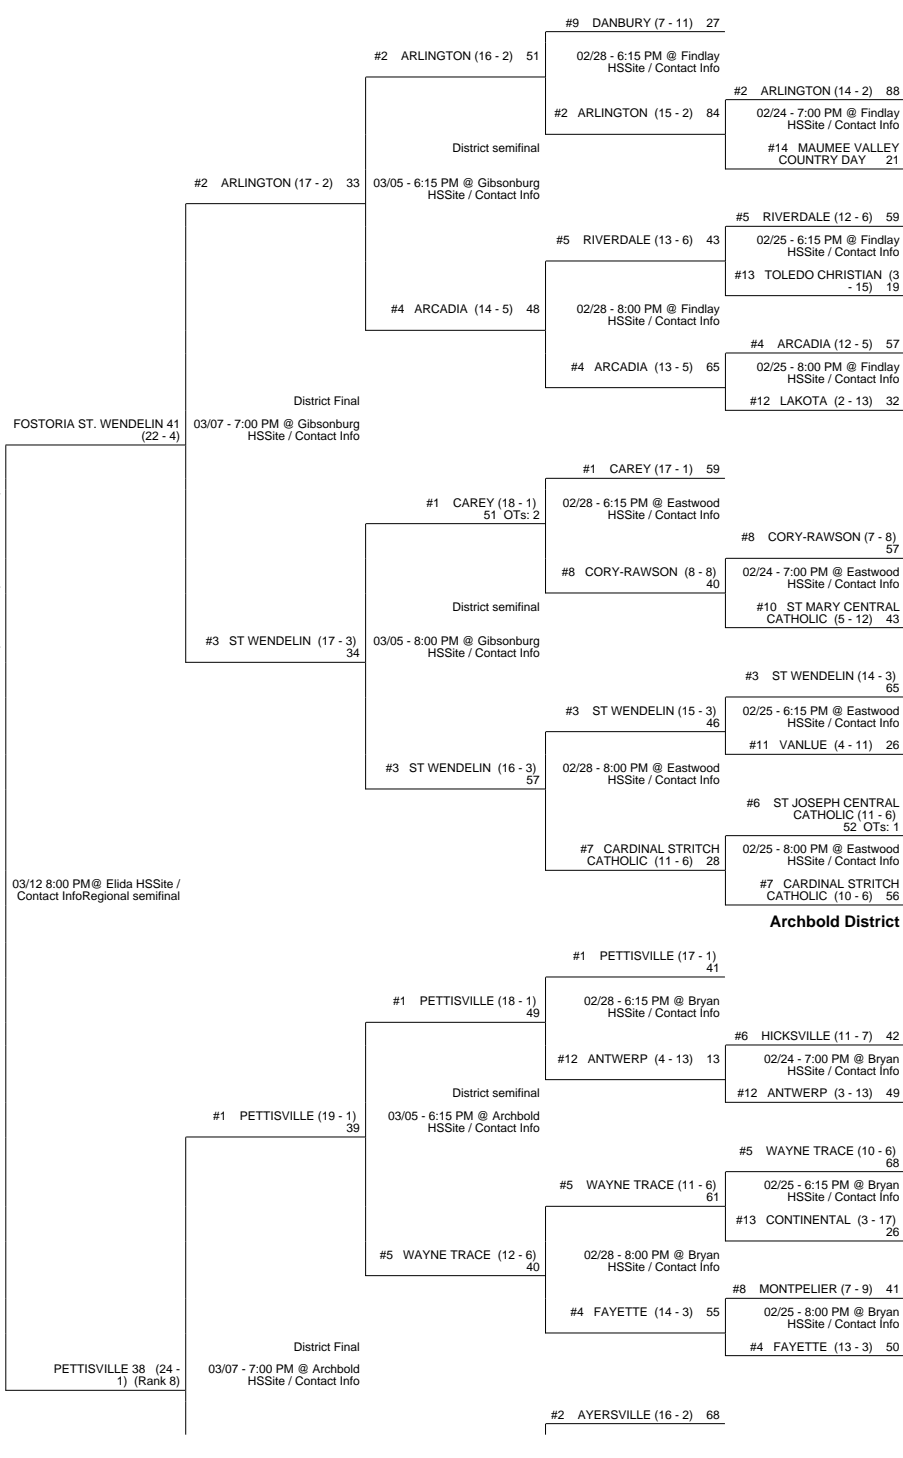 #9 DANBURY (7 - 11) 27
#2 ARLINGTON (16 - 2) 51
02/28 - 6:15 PM @ Findlay
HSSite / Contact Info
#2 ARLINGTON (14 - 2) 88
#2 ARLINGTON (15 - 2) 84
02/24 - 7:00 PM @ Findlay
HSSite / Contact Info
District semifinal
#14 MAUMEE VALLEY
COUNTRY DAY 21
#2 ARLINGTON (17 - 2) 33
03/05 - 6:15 PM @ Gibsonburg
HSSite / Contact Info
#5 RIVERDALE (12 - 6) 59
#5 RIVERDALE (13 - 6) 43
02/25 - 6:15 PM @ Findlay
HSSite / Contact Info
#13 TOLEDO CHRISTIAN (3
- 15) 19
#4 ARCADIA (14 - 5) 48
02/28 - 8:00 PM @ Findlay
HSSite / Contact Info
#4 ARCADIA (12 - 5) 57
#4 ARCADIA (13 - 5) 65
02/25 - 8:00 PM @ Findlay
HSSite / Contact Info
District Final
#12 LAKOTA (2 - 13) 32
FOSTORIA ST. WENDELIN 41
(22 - 4)
03/07 - 7:00 PM @ Gibsonburg
HSSite / Contact Info
#1 CAREY (17 - 1) 59
#1 CAREY (18 - 1)
51 OTs: 2
02/28 - 6:15 PM @ Eastwood
HSSite / Contact Info
#8 CORY-RAWSON (7 - 8)
57
#8 CORY-RAWSON (8 - 8)
40
02/24 - 7:00 PM @ Eastwood
HSSite / Contact Info
District semifinal
#10 ST MARY CENTRAL
CATHOLIC (5 - 12) 43
#3 ST WENDELIN (17 - 3)
34
03/05 - 8:00 PM @ Gibsonburg
HSSite / Contact Info
#3 ST WENDELIN (14 - 3)
65
#3 ST WENDELIN (15 - 3)
46
02/25 - 6:15 PM @ Eastwood
HSSite / Contact Info
#11 VANLUE (4 - 11) 26
#3 ST WENDELIN (16 - 3)
57
02/28 - 8:00 PM @ Eastwood
HSSite / Contact Info
#6 ST JOSEPH CENTRAL
CATHOLIC (11 - 6)
52 OTs: 1
#7 CARDINAL STRITCH
CATHOLIC (11 - 6) 28
02/25 - 8:00 PM @ Eastwood
HSSite / Contact Info
03/12 8:00 PM@ Elida HSSite /
Contact InfoRegional semifinal
#7 CARDINAL STRITCH
CATHOLIC (10 - 6) 56
Archbold District
#1 PETTISVILLE (17 - 1)
41
#1 PETTISVILLE (18 - 1)
49
02/28 - 6:15 PM @ Bryan
HSSite / Contact Info
#6 HICKSVILLE (11 - 7) 42
#12 ANTWERP (4 - 13) 13
02/24 - 7:00 PM @ Bryan
HSSite / Contact Info
District semifinal
#12 ANTWERP (3 - 13) 49
#1 PETTISVILLE (19 - 1)
39
03/05 - 6:15 PM @ Archbold
HSSite / Contact Info
#5 WAYNE TRACE (10 - 6)
68
#5 WAYNE TRACE (11 - 6)
61
02/25 - 6:15 PM @ Bryan
HSSite / Contact Info
#13 CONTINENTAL (3 - 17)
26
#5 WAYNE TRACE (12 - 6)
40
02/28 - 8:00 PM @ Bryan
HSSite / Contact Info
#8 MONTPELIER (7 - 9) 41
#4 FAYETTE (14 - 3) 55
02/25 - 8:00 PM @ Bryan
HSSite / Contact Info
District Final
#4 FAYETTE (13 - 3) 50
PETTISVILLE 38 (24 -
1) (Rank 8)
03/07 - 7:00 PM @ Archbold
HSSite / Contact Info
#2 AYERSVILLE (16 - 2) 68